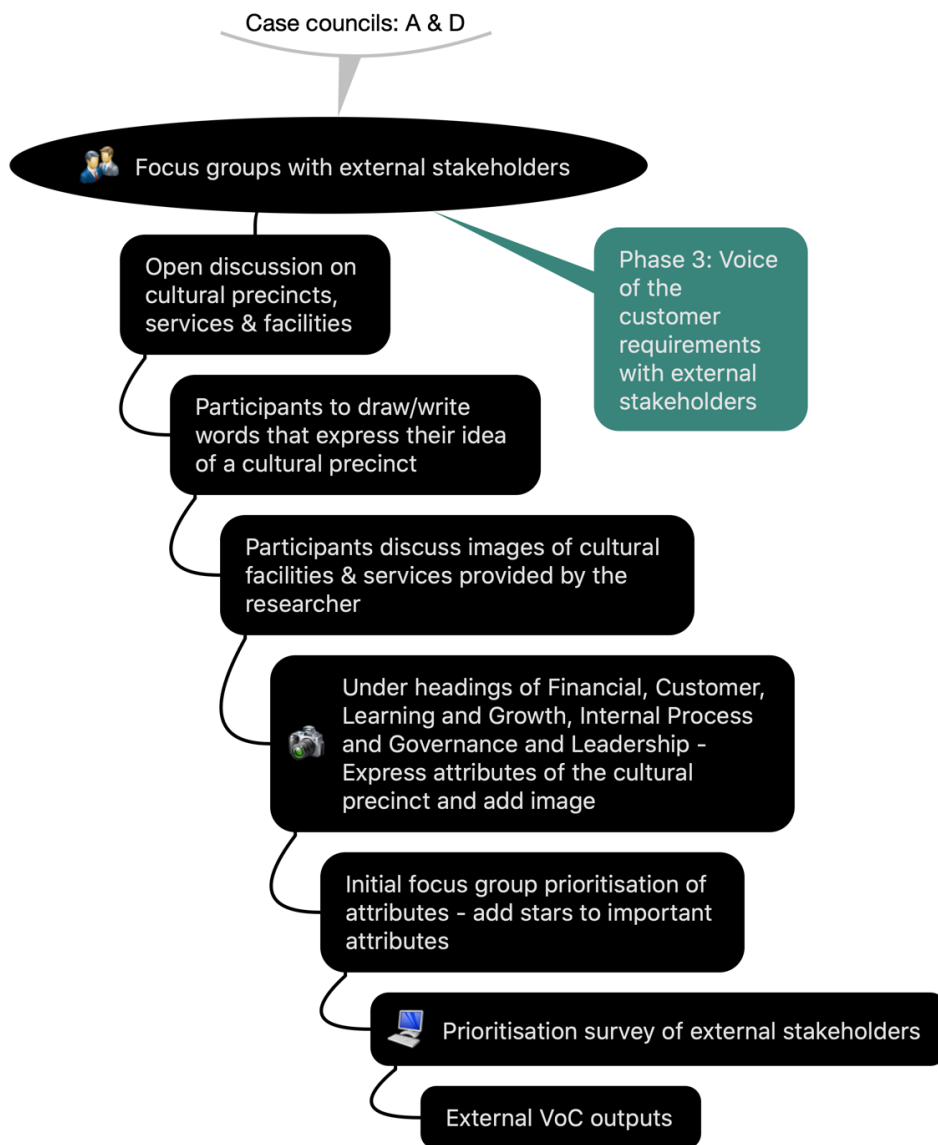 Case councils: A & D
Focus groups with external stakeholders
Open discussion on
cultural precincts,
services & facilities
Phase 3: Voice
of the
customer
requirements
with external
stakeholders
Participants to draw/write
words that express their idea
of a cultural precinct
Participants discuss images of cultural
facilities & services provided by the
researcher
Under headings of Financial, Customer,
Learning and Growth, Internal Process
and Governance and Leadership -
Express attributes of the cultural
precinct and add image
Initial focus group prioritisation of
attributes - add stars to important
attributes
Prioritisation survey of external stakeholders
External VoC outputs